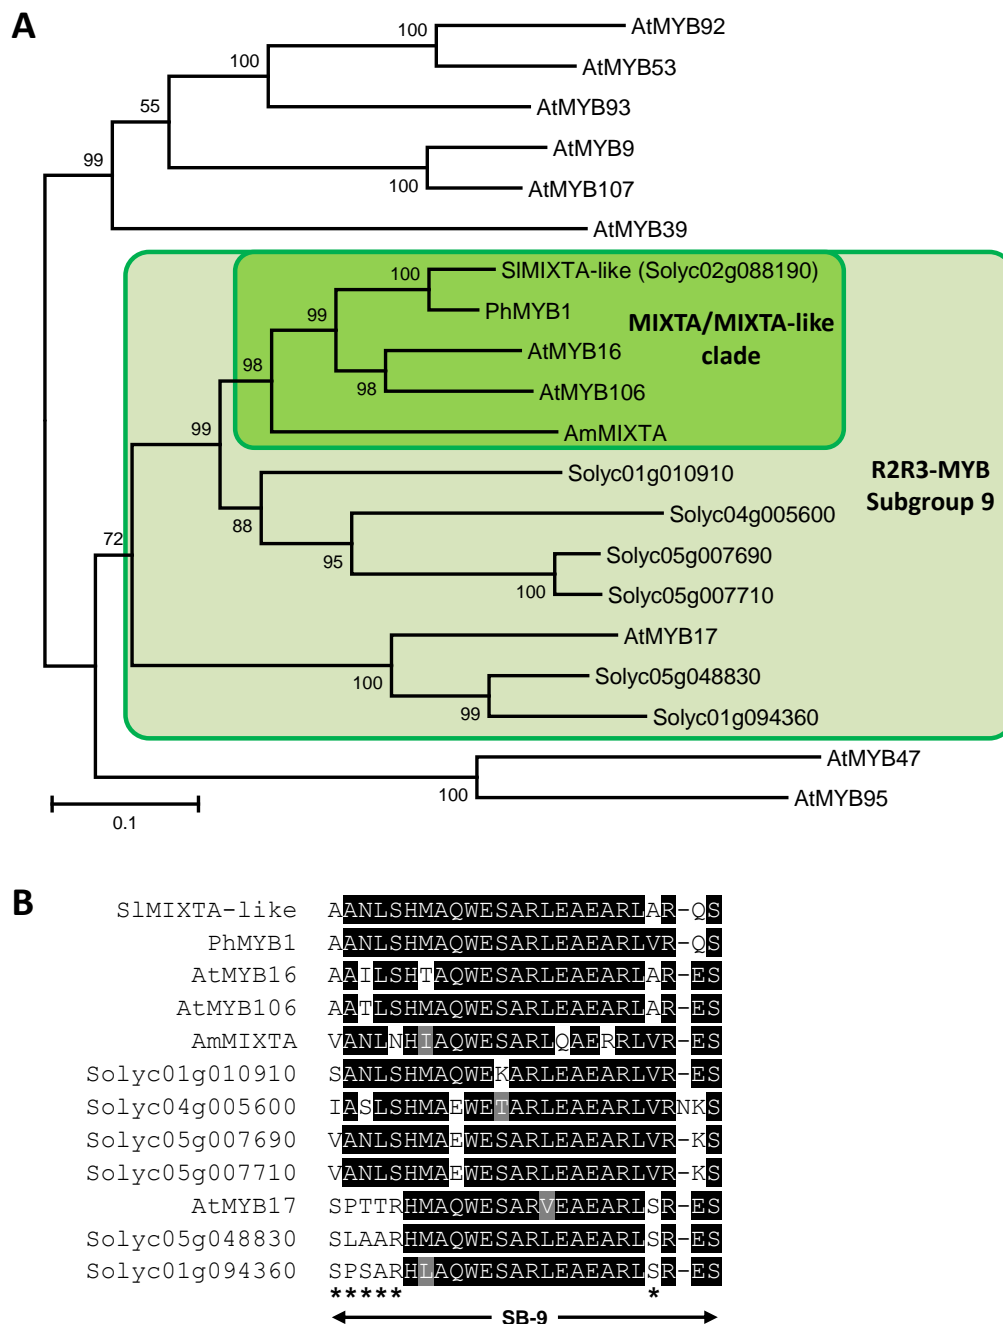 A
AtMYB92
100
AtMYB53
100
AtMYB93
55
AtMYB9
99
100
AtMYB107
AtMYB39
100
SlMIXTA-like (Solyc02g088190)
99
PhMYB1
MIXTA/MIXTA-like
clade
AtMYB16
98
98
AtMYB106
99
AmMIXTA
R2R3-MYB
Subgroup 9
Solyc01g010910
88
Solyc04g005600
72
95
Solyc05g007690
100
Solyc05g007710
AtMYB17
100
Solyc05g048830
99
Solyc01g094360
AtMYB47
100
AtMYB95
0.1
B
SlMIXTA-like AANLSHMAQWESARLEAEARLAR-QS
PhMYB1 AANLSHMAQWESARLEAEARLVR-QS
AtMYB16 AAILSHTAQWESARLEAEARLAR-ES
AtMYB106 AATLSHMAQWESARLEAEARLAR-ES
AmMIXTA VANLNHIAQWESARLQAERRLVR-ES
Solyc01g010910 SANLSHMAQWEKARLEAEARLVR-ES
Solyc04g005600 IASLSHMAEWETARLEAEARLVRNKS
Solyc05g007690 VANLSHMAEWESARLEAEARLVR-KS
Solyc05g007710 VANLSHMAEWESARLEAEARLVR-KS
AtMYB17 SPTTRHMAQWESARVEAEARLSR-ES
Solyc05g048830 SLAARHMAQWESARLEAEARLSR-ES
Solyc01g094360 SPSARHLAQWESARLEAEARLSR-ES
***** *
SB-9